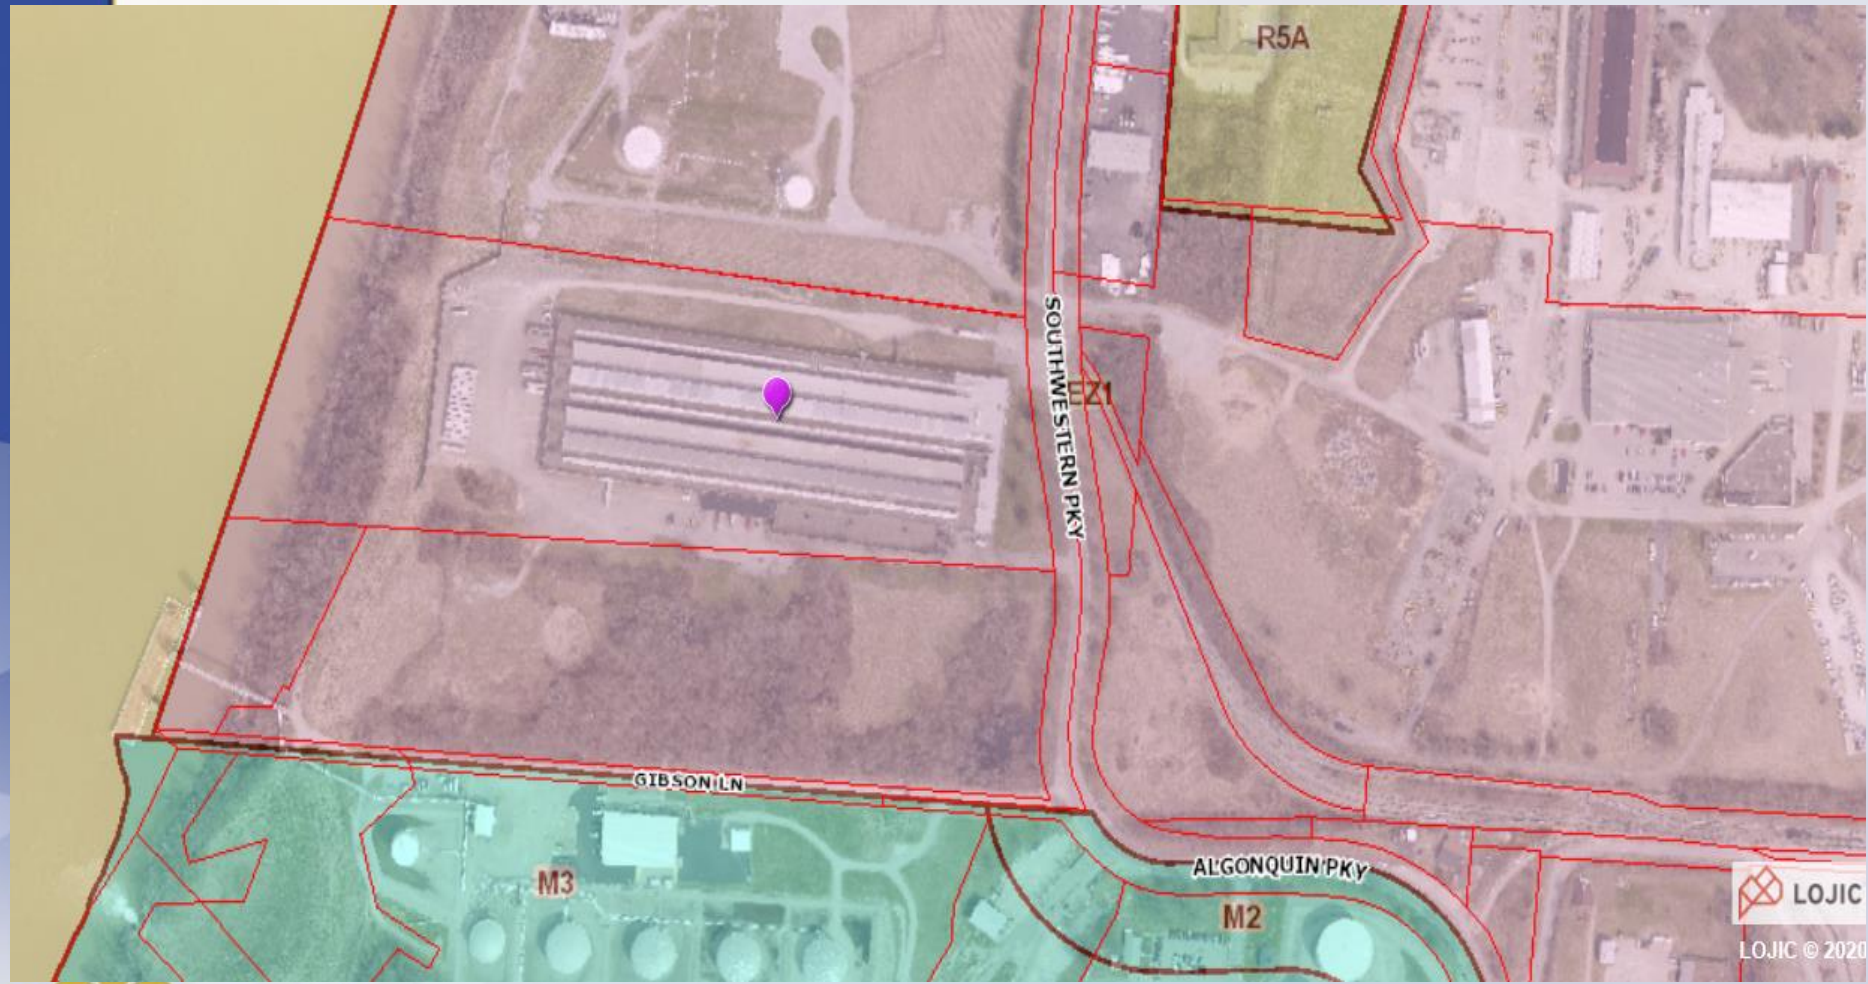 R5A
SOUTHWESTERN PKY
EZ1
GIBSON LN
ALGONQUIN PKY
M3
M2
LOJIC
LOJIC © 2020